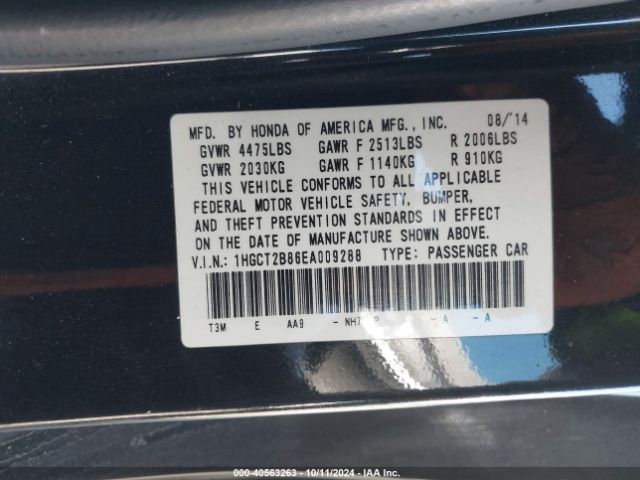 MFD. BY HONDA OF AMERICA MFG., INC. 08/'14
GVWR 4475LBS GAWR F 2513LBS R 2006LBS
GVWR 2030KG GAWR F 1140KG R 910KG
THIS VEHICLE CONFORMS TO ALL APPLICABLE
FEDERAL MOTOR VEHICLE SAFETY, BUMPER,
AND THEFT PREVENTION STANDARDS IN EFFECT
ON THE DATE OF MANUFACTURE SHOWN ABOVE.
V.I.N.: 1HGCT2B86EA009288 TYPE: PASSENGER CAR
T3M E AA9 - - A - A
000-40563263 - 10/11/2024 - IAA Inc.